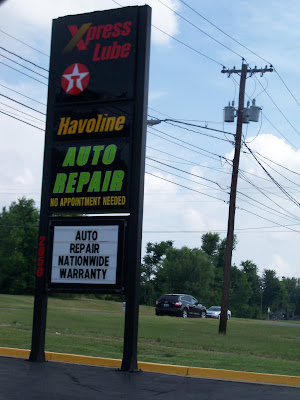 Xpress
Lube
T
Havoline
AUTO
REPAIR
NO APPOINTMENT NEEDED
AUTO
REPAIR
NATIONWIDE
WARRANTY